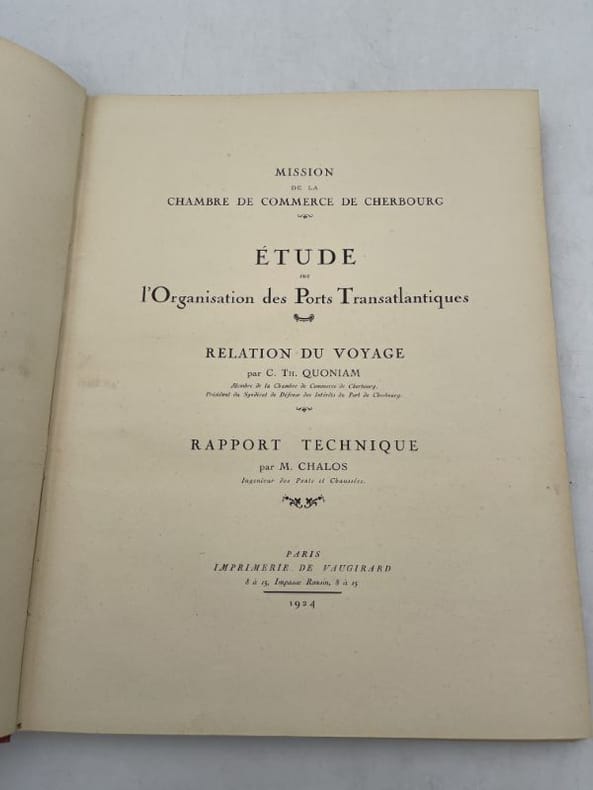 MISSION
DE LA
CHAMBRE DE COMMERCE DE CHERBOURG
ÉTUDE
sur
l'Organisation des Ports Transatlantiques
RELATION DU VOYAGE
par C. TH. QUONIAM
Membre de la Chambre de Commerce de Cherbourg.
Président du Syndicat de Défense des Intérêts du Port de Cherbourg.
RAPPORT TECHNIQUE
par M. CHALOS
Ingénieur des Ponts et Chaussées.
PARIS
IMPRIMERIE DE VAUGIRARD
8 à 15, Impasse Ronsin, 8 à 15
1924